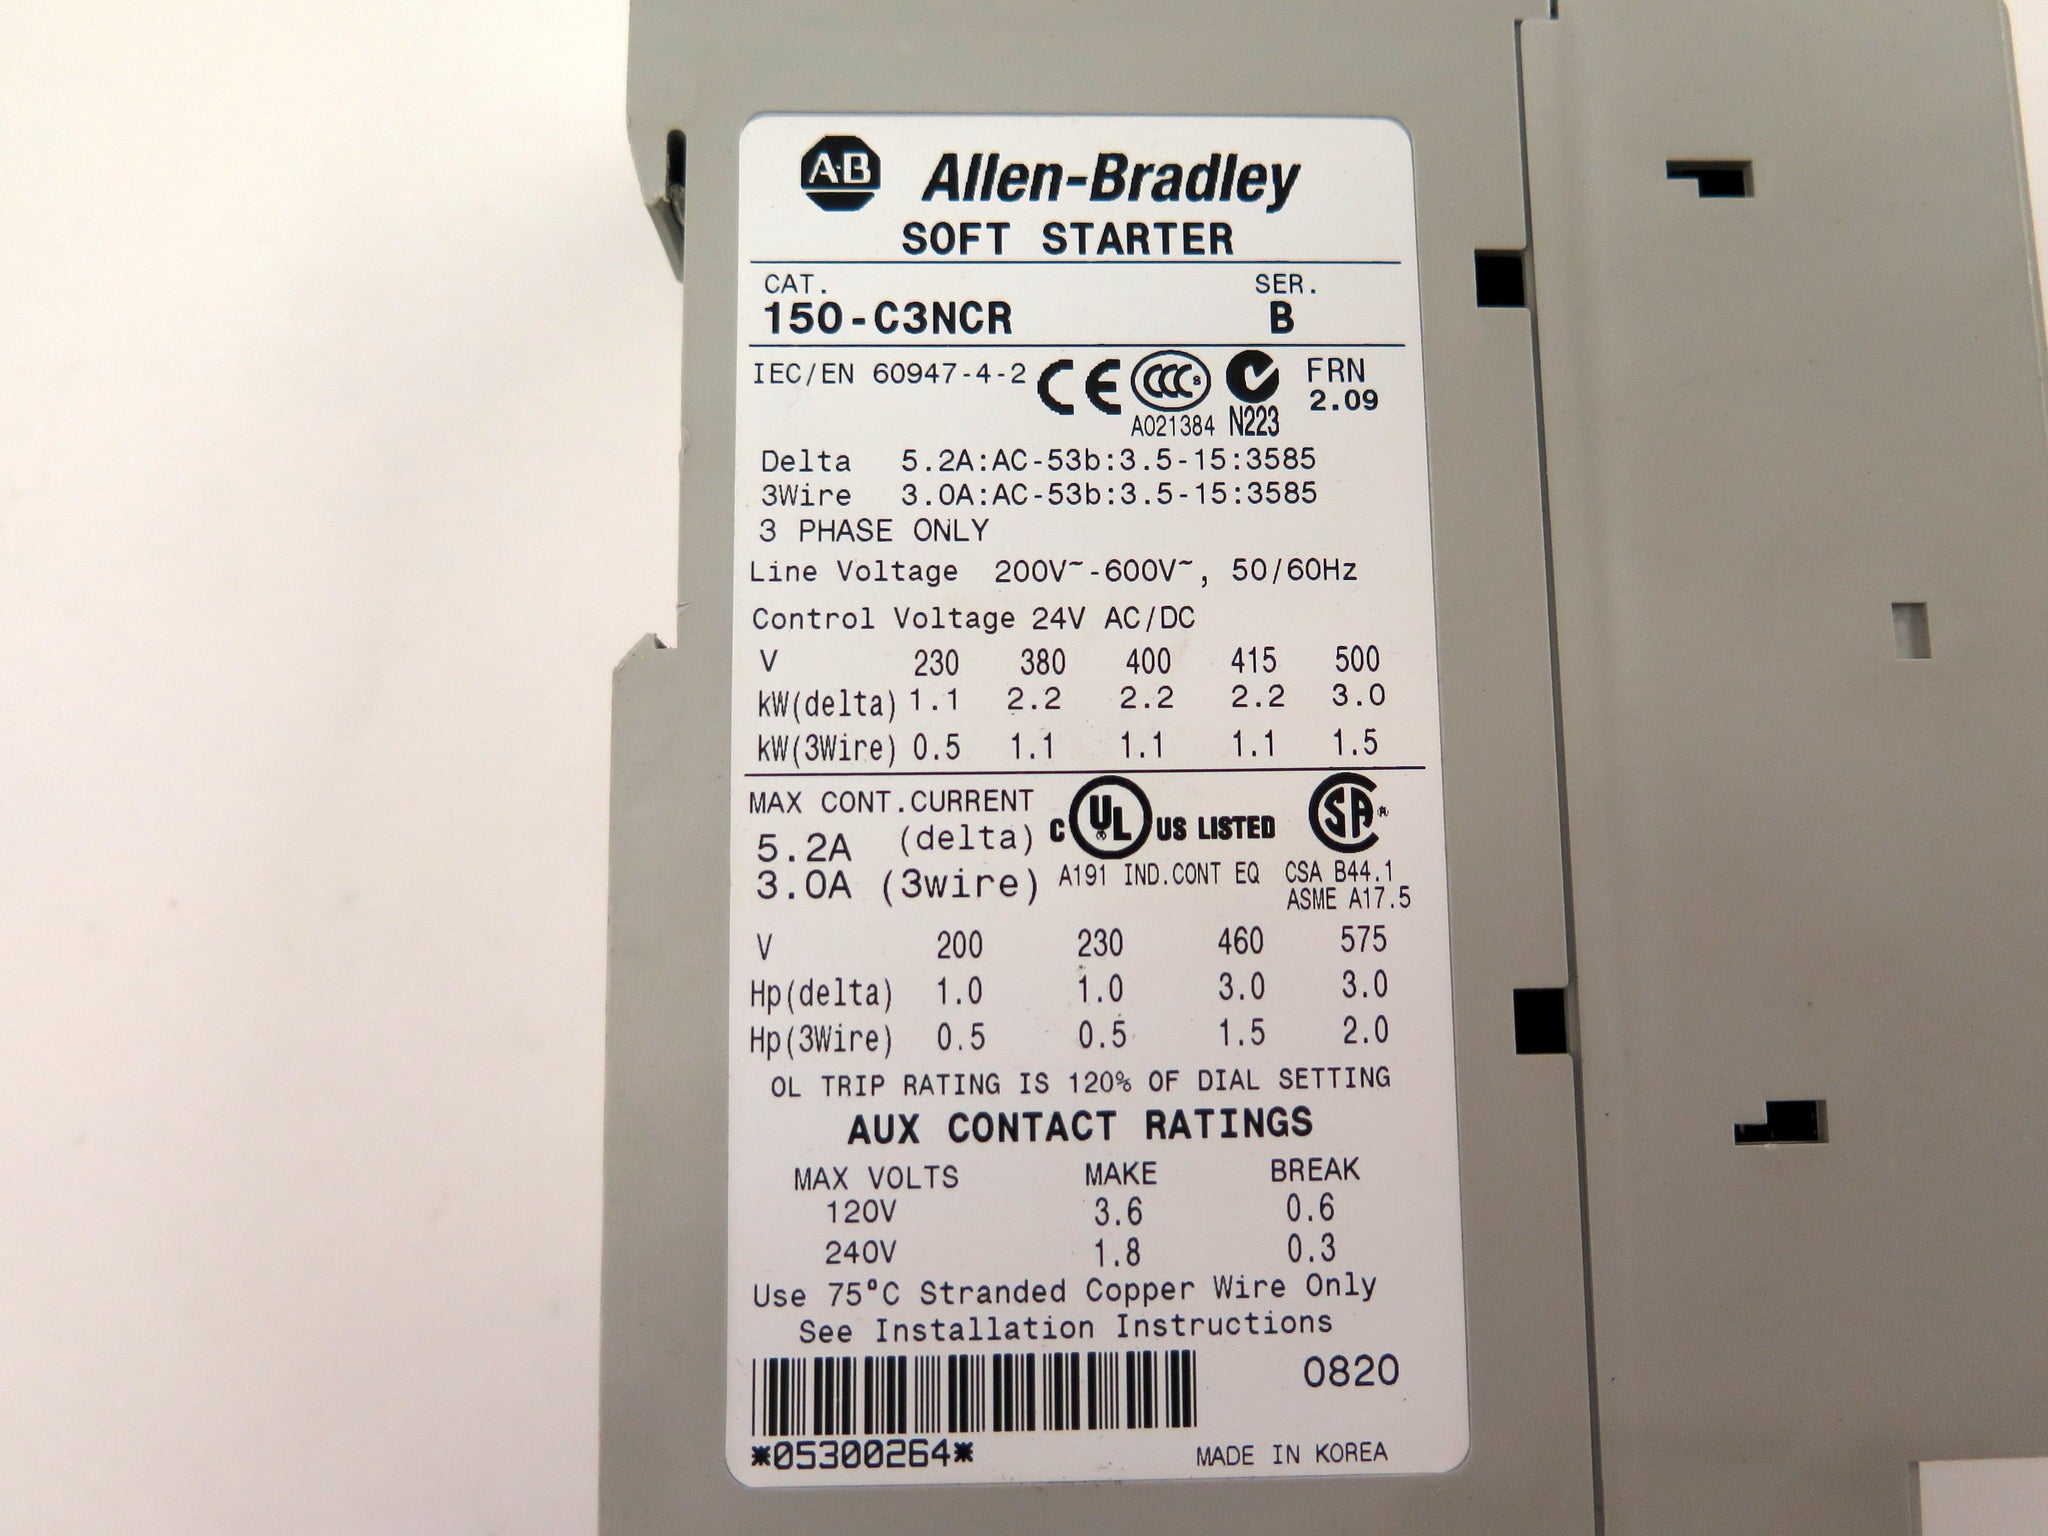 A-B Allen-Bradley
SOFT STARTER
CAT. SER.
150-C3NCR B
IEC/EN 60947-4-2 CE CCC S FRN
2.09
A021384 N223
Delta 5.2A:AC-53b:3.5-15:3585
3Wire 3.0A:AC-53b:3.5-15:3585
3 PHASE ONLY
Line Voltage 200V~-600V~, 50/60Hz
Control Voltage 24V AC/DC
V 230 380 400 415 500
kW(delta) 1.1 2.2 2.2 2.2 3.0
kW(3Wire) 0.5 1.1 1.1 1.1 1.5
MAX CONT.CURRENT
5.2A (delta) C UL® US LISTED SA®
3.0A (3wire) A191 IND.CONT EQ CSA B44.1
ASME A17.5
V 200 230 460 575
Hp(delta) 1.0 1.0 3.0 3.0
Hp(3Wire) 0.5 0.5 1.5 2.0
OL TRIP RATING IS 120% OF DIAL SETTING
AUX CONTACT RATINGS
MAX VOLTS MAKE BREAK
120V 3.6 0.6
240V 1.8 0.3
Use 75°C Stranded Copper Wire Only
See Installation Instructions
0820
*05300264* MADE IN KOREA